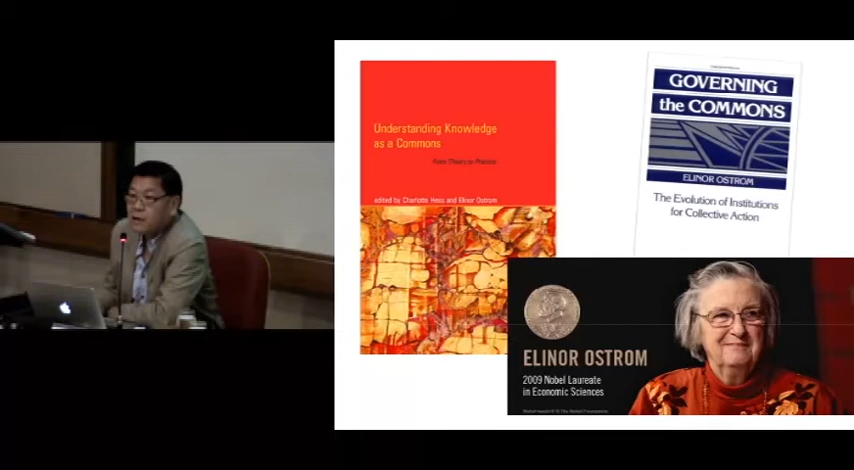 Understanding Knowledge
as a Commons
From Theory to Practice
edited by Charlotte Hess and Elinor Ostrom
GOVERNING
the COMMONS
ELINOR OSTROM
The Evolution of Institutions
for Collective Action
ELINOR OSTROM
2009 Nobel Laureate
in Economic Sciences